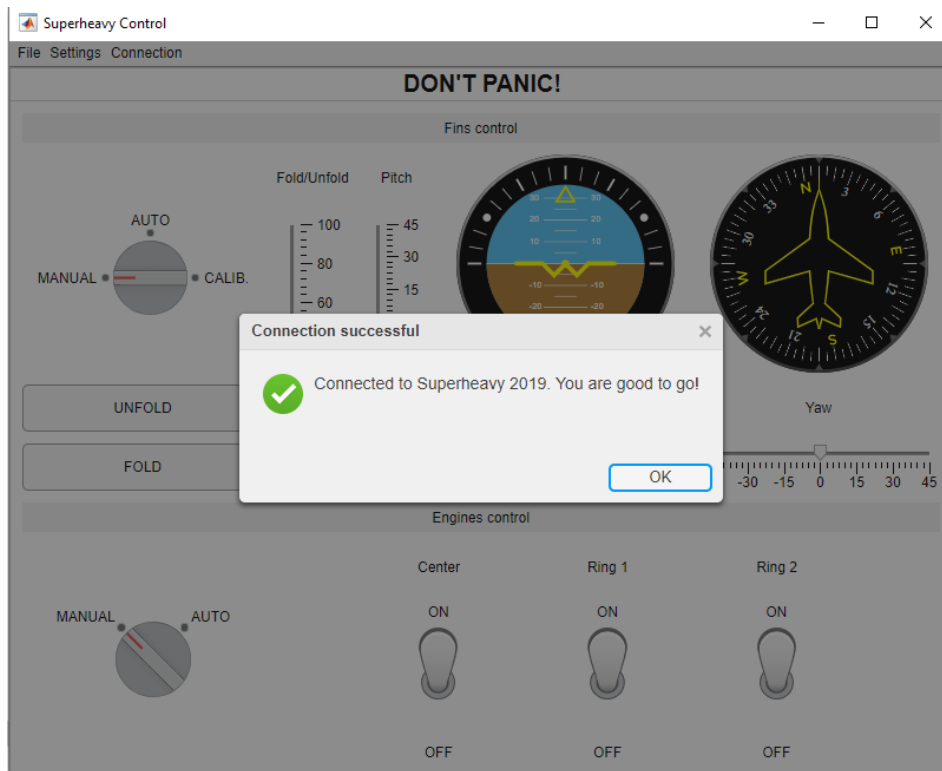 Superheavy Control
File Settings Connection
DON'T PANIC!
Fins control
Fold/Unfold Pitch
AUTO
MANUAL CALIB.
100
80
60
45
30
15
30 30
20 20
10 10
-10 -10
-20 -20
N 3 6 E 12 15 S 21 24 W 30 33
Connection successful
Connected to Superheavy 2019. You are good to go!
OK
UNFOLD
FOLD
Yaw
-30 -15 0 15 30 45
Engines control
Center Ring 1 Ring 2
MANUAL AUTO
ON ON ON
OFF OFF OFF